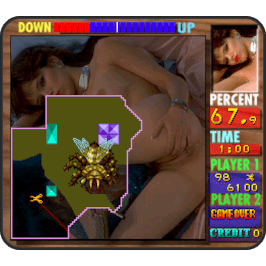 DOWN UP
PERCENT
67.9
TIME
1:00
PLAYER 1
98
6100
PLAYER 2
GAME OVER
CREDIT 0